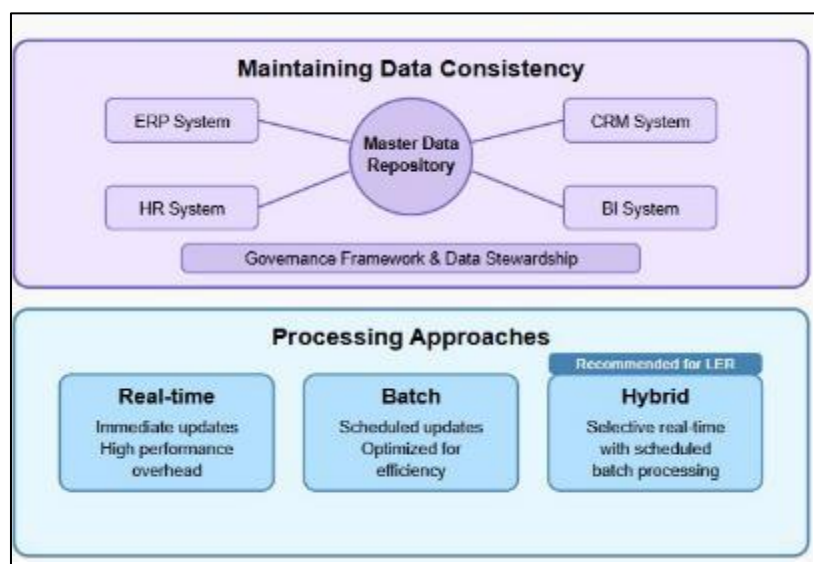 Maintaining Data Consistency
ERP System
CRM System
Master Data
Repository
HR System
BI System
Governance Framework & Data Stewardship
Processing Approaches
Recommended for LER
Real-time
Immediate updates
High performance
overhead
Batch
Scheduled updates
Optimized for
efficiency
Hybrid
Selective real-time
with scheduled
batch processing